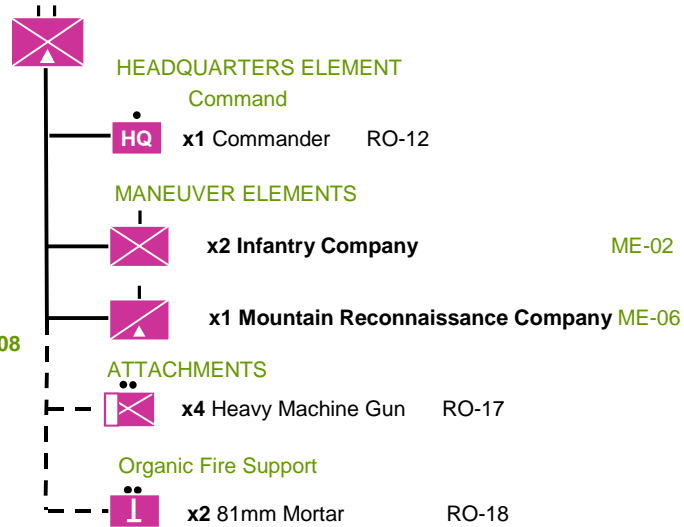 HEADQUARTERS ELEMENT
Command
HQ x1 Commander RO-12
MANEUVER ELEMENTS
x2 Infantry Company ME-02
x1 Mountain Reconnaissance Company ME-06
08
ATTACHMENTS
x4 Heavy Machine Gun RO-17
Organic Fire Support
x2 81mm Mortar RO-18